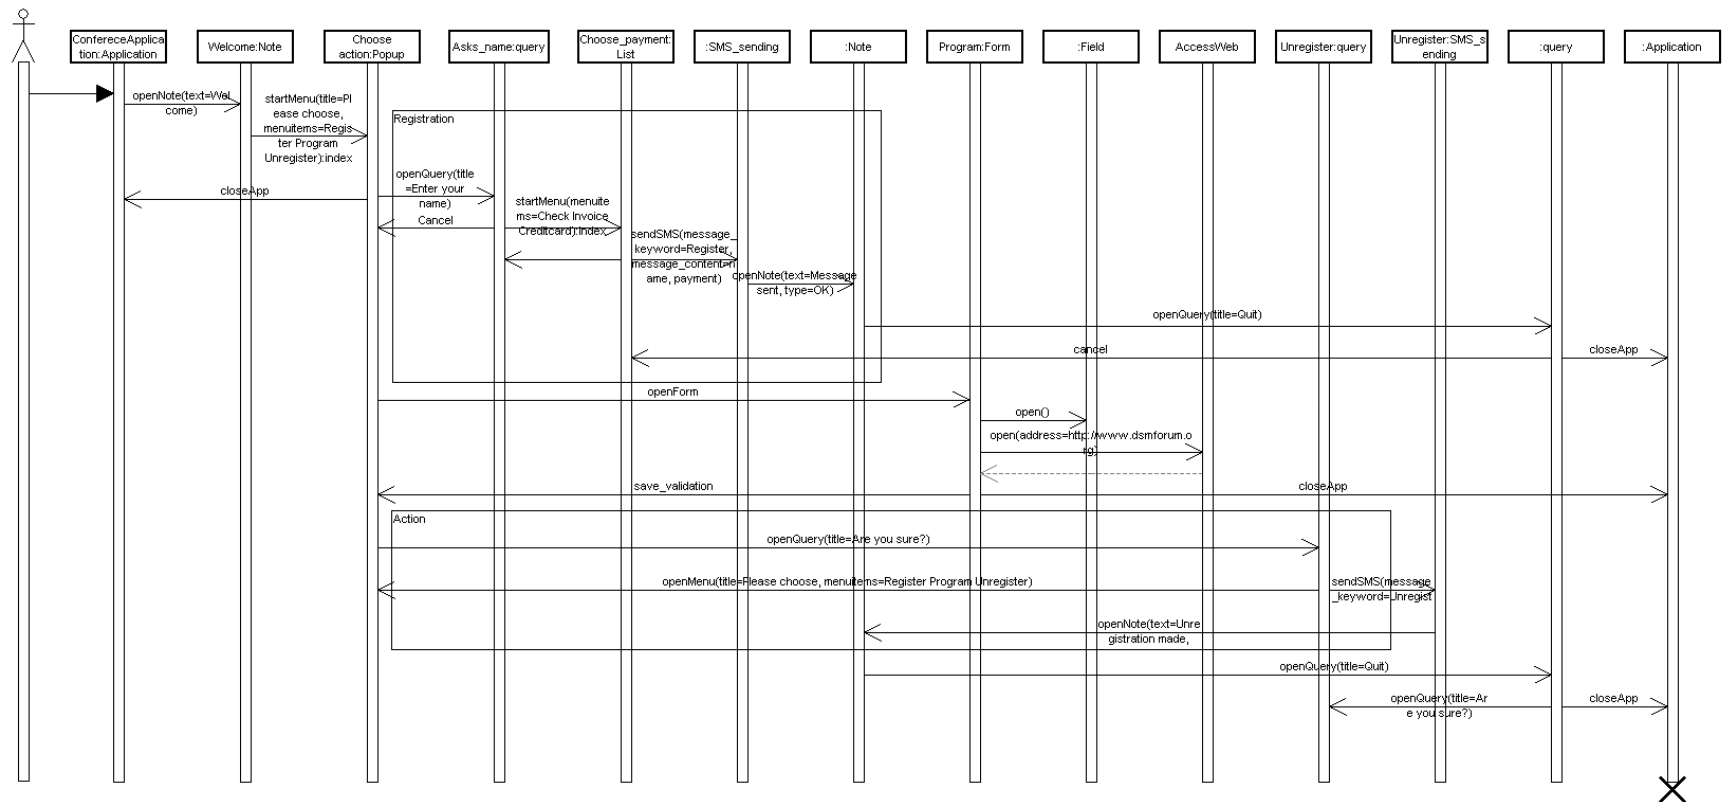 ConfereceApplica
tion:Application
Welcome:Note
Choose
action:Popup
Asks_name:query
Choose_payment:
List
:SMS_sending
:Note
Program:Form
:Field
AccessWeb
Unregister:query
Unregister:SMS_s
ending
:query
:Application
openNote(text=Wel
come)
startMenu(title=Pl
ease choose,
menuitems=Regis
ter Program
Unregister):index
Registration
openQuery(title
=Enter your
name)
closeApp
startMenu(menuite
ms=Check Invoice
Creditcard):index
Cancel
sendSMS(message_
keyword=Register,
message_content=n
ame, payment)
openNote(text=Message
sent, type=OK)
openQuery(title=Quit)
cancel
closeApp
openForm
open()
open(address=http://www.dsmforum.o
rg)
save_validation
closeApp
Action
openQuery(title=Are you sure?)
openMenu(title=Please choose, menuitems=Register Program Unregister)
sendSMS(message
_keyword=Unregist
openNote(text=Unre
gistration made,
openQuery(title=Quit)
openQuery(title=Ar
e you sure?)
closeApp